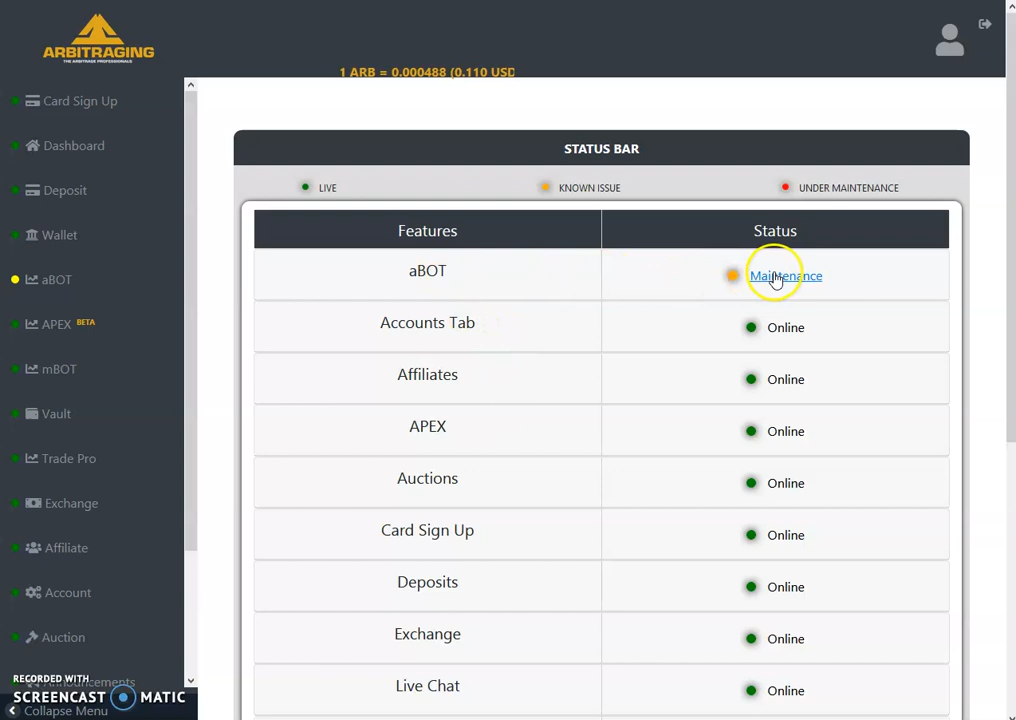 ARBITRAGING
THE ARBITRAGE PROFESSIONALS
1 ARB = 0.000488 (0.110 USD
Card Sign Up
Dashboard
Deposit
Wallet
aBOT
APEX BETA
mBOT
Vault
Trade Pro
Exchange
Affiliate
Account
Auction
Announcements
Collapse Menu
STATUS BAR
LIVE KNOWN ISSUE UNDER MAINTENANCE
Features Status
aBOT Maintenance
Accounts Tab Online
Affiliates Online
APEX Online
Auctions Online
Card Sign Up Online
Deposits Online
Exchange Online
Live Chat Online
RECORDED WITH
SCREENCAST MATIC